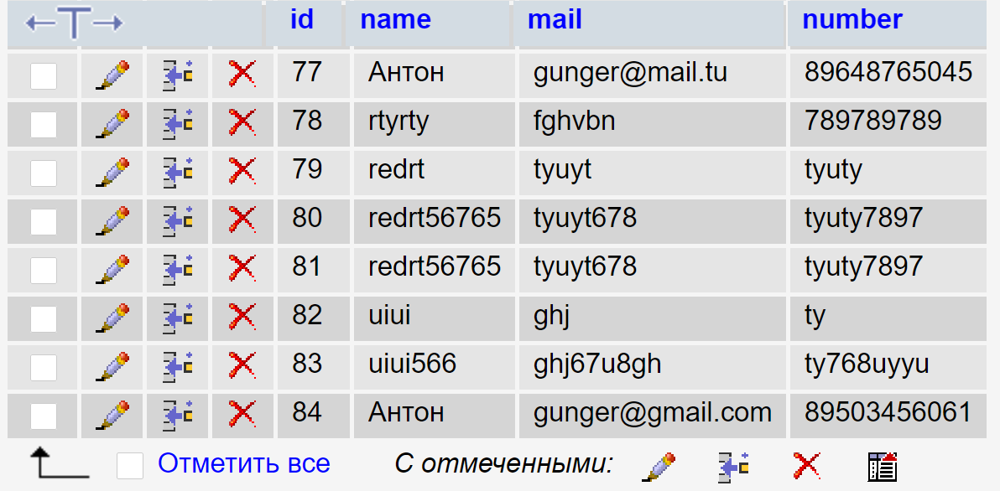 id name mail number
77 Антон gunger@mail.tu 89648765045
78 rtyrty fghvbn 789789789
79 redrt tyuyt tyuty
80 redrt56765 tyuyt678 tyuty7897
81 redrt56765 tyuyt678 tyuty7897
82 uiui ghj ty
83 uiui566 ghj67u8gh ty768uyyu
84 Антон gunger@gmail.com 89503456061
Отметить все С отмеченными: